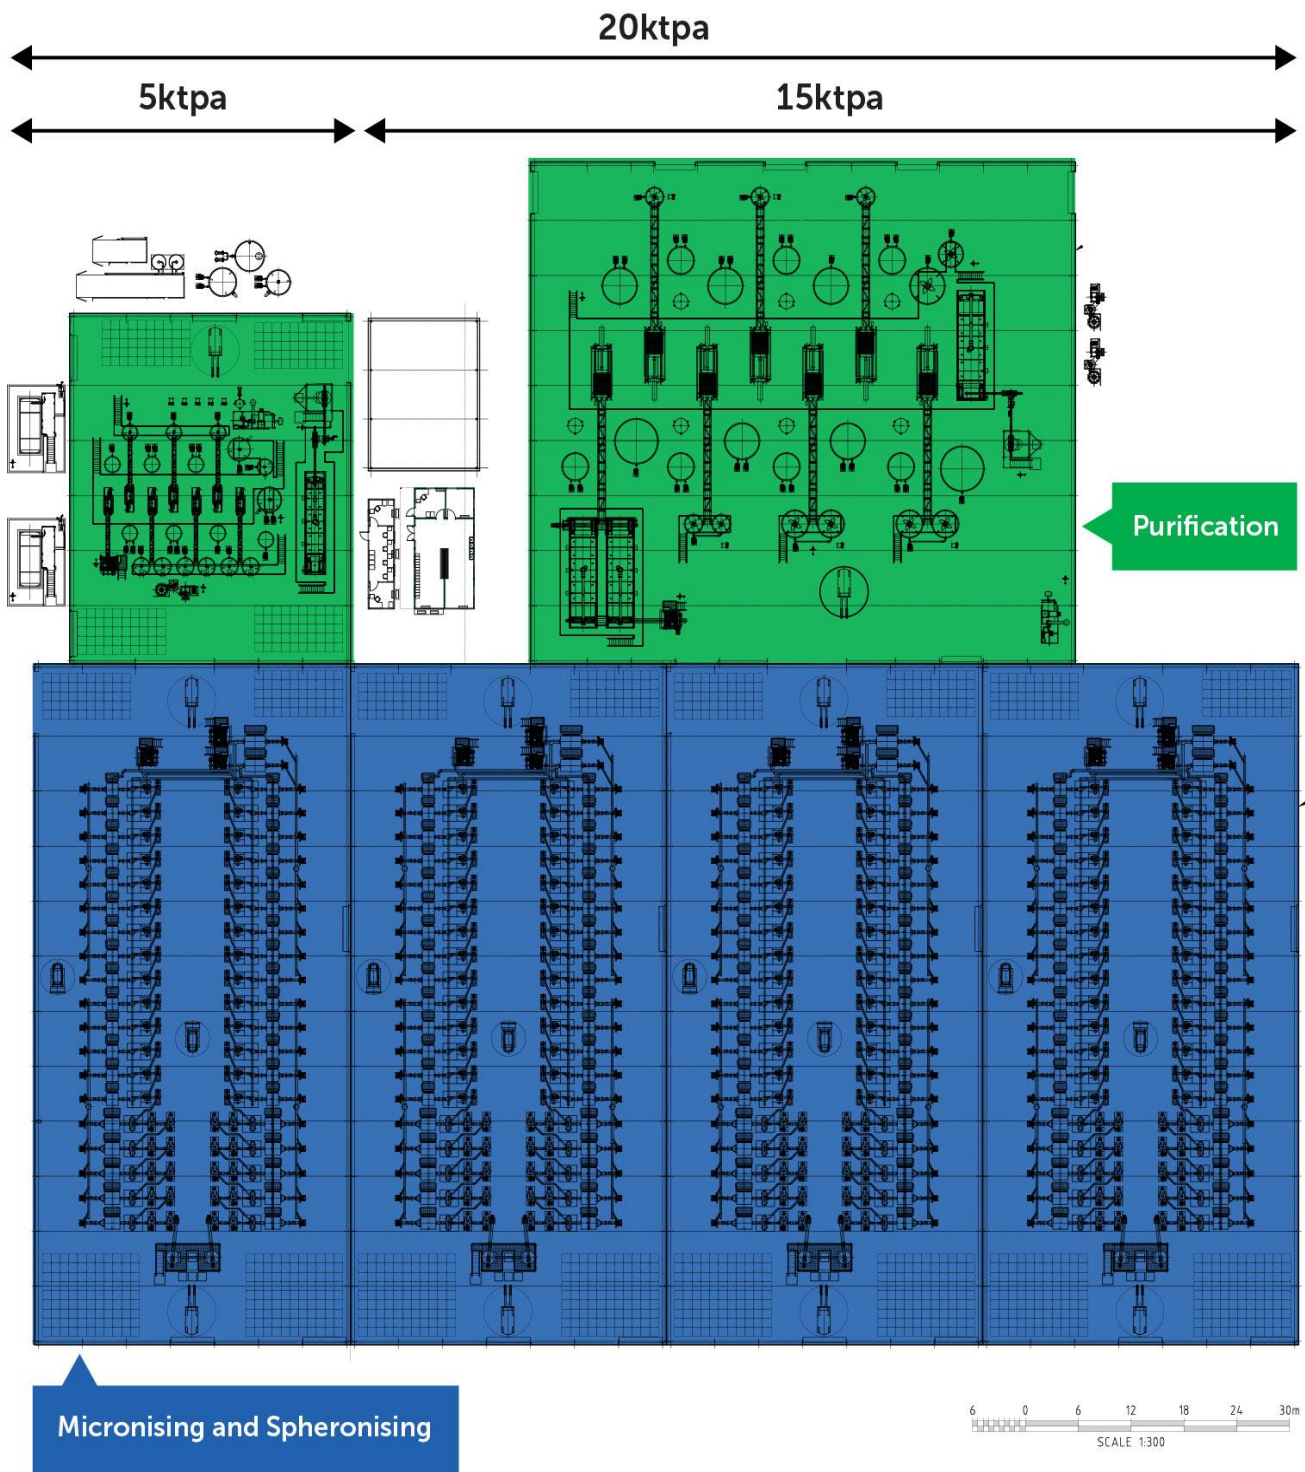 20ktpa
5ktpa
15ktpa
Purification
Micronising and Spheronising
6 0 6 12 18 24 30m
SCALE 1:300